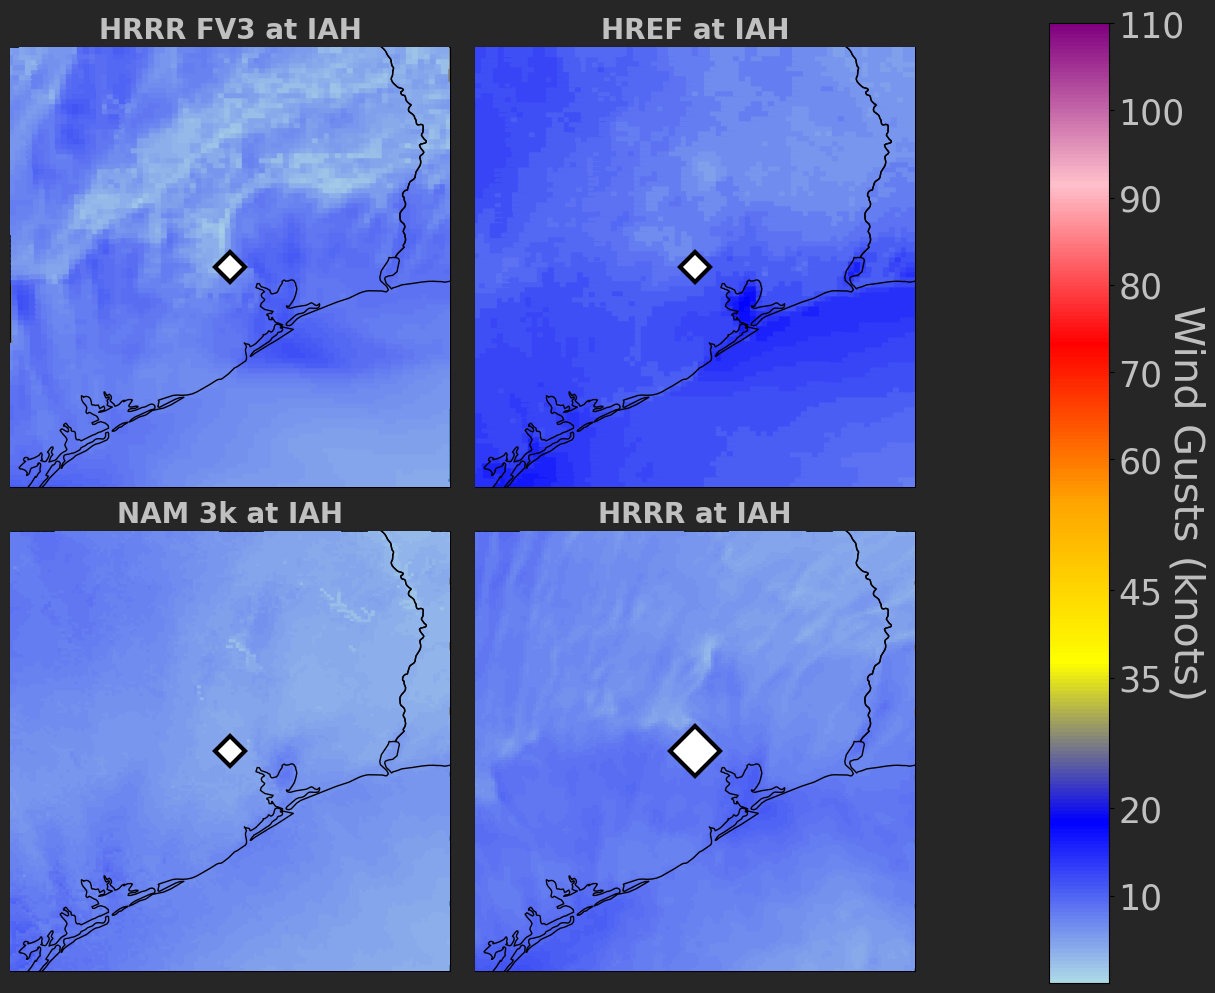 HRRR FV3 at IAH
HREF at IAH
NAM 3k at IAH
HRRR at IAH
110
100
90
80
70
60
45
35
20
10
Wind Gusts (knots)